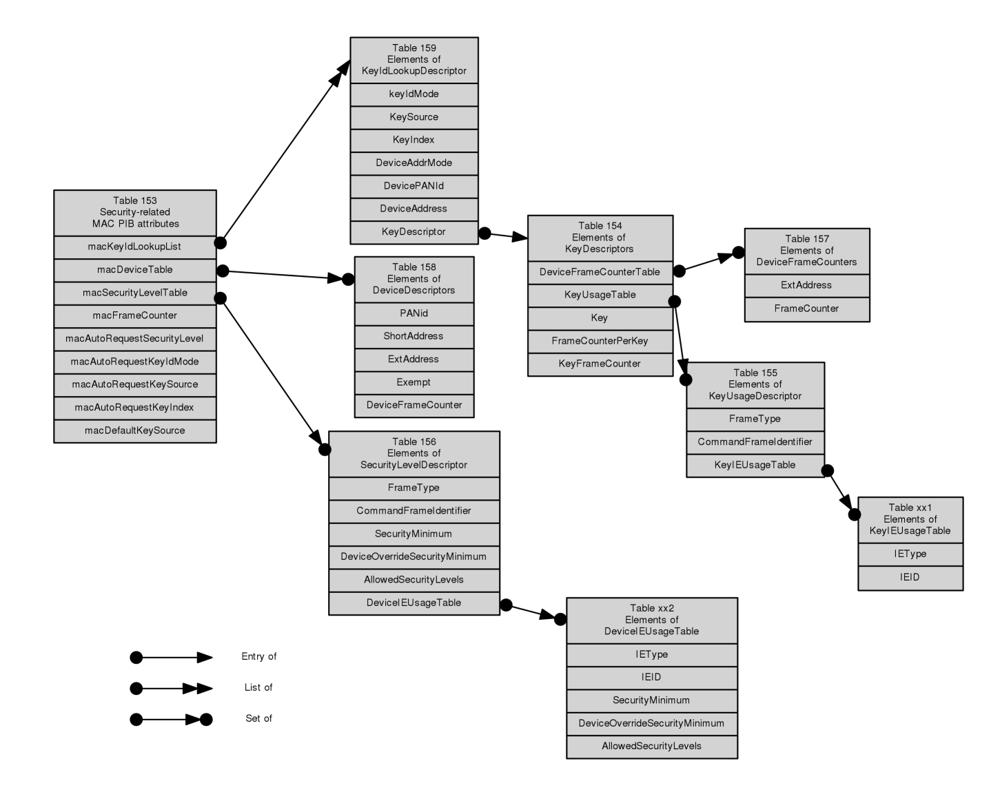 Table 159
Elements of
KeyIdLookupDescriptor
keyIdMode
KeySource
KeyIndex
DeviceAddrMode
DevicePANId
DeviceAddress
KeyDescriptor
Table 153
Security-related
MAC PIB attributes
macKeyIdLookupList
macDeviceTable
macSecurityLevelTable
macFrameCounter
macAutoRequestSecurityLevel
macAutoRequestKeyIdMode
macAutoRequestKeySource
macAutoRequestKeyIndex
macDefaultKeySource
Table 158
Elements of
DeviceDescriptors
PANid
ShortAddress
ExtAddress
Exempt
DeviceFrameCounter
Table 154
Elements of
KeyDescriptors
DeviceFrameCounterTable
KeyUsageTable
Key
FrameCounterPerKey
KeyFrameCounter
Table 157
Elements of
DeviceFrameCounters
ExtAddress
FrameCounter
Table 155
Elements of
KeyUsageDescriptor
FrameType
CommandFrameIdentifier
KeyIEUsageTable
Table 156
Elements of
SecurityLevelDescriptor
FrameType
CommandFrameIdentifier
SecurityMinimum
DeviceOverrideSecurityMinimum
AllowedSecurityLevels
DeviceIEUsageTable
Table xx1
Elements of
KeyIEUsageTable
IEType
IEID
Table xx2
Elements of
DeviceIEUsageTable
IEType
IEID
SecurityMinimum
DeviceOverrideSecurityMinimum
AllowedSecurityLevels
Entry of
List of
Set of